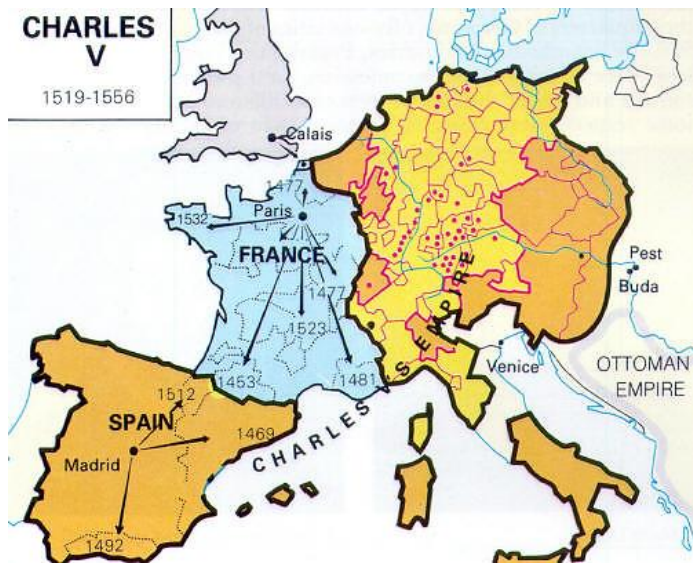 CHARLES
V
1519-1556
Calais
1477
Paris
1532
FRANCE
1477
1523
1453
1481
1512
SPAIN
1469
Madrid
1492
CHARLES V'S EMPIRE
Pest
Buda
Venice
OTTOMAN
EMPIRE